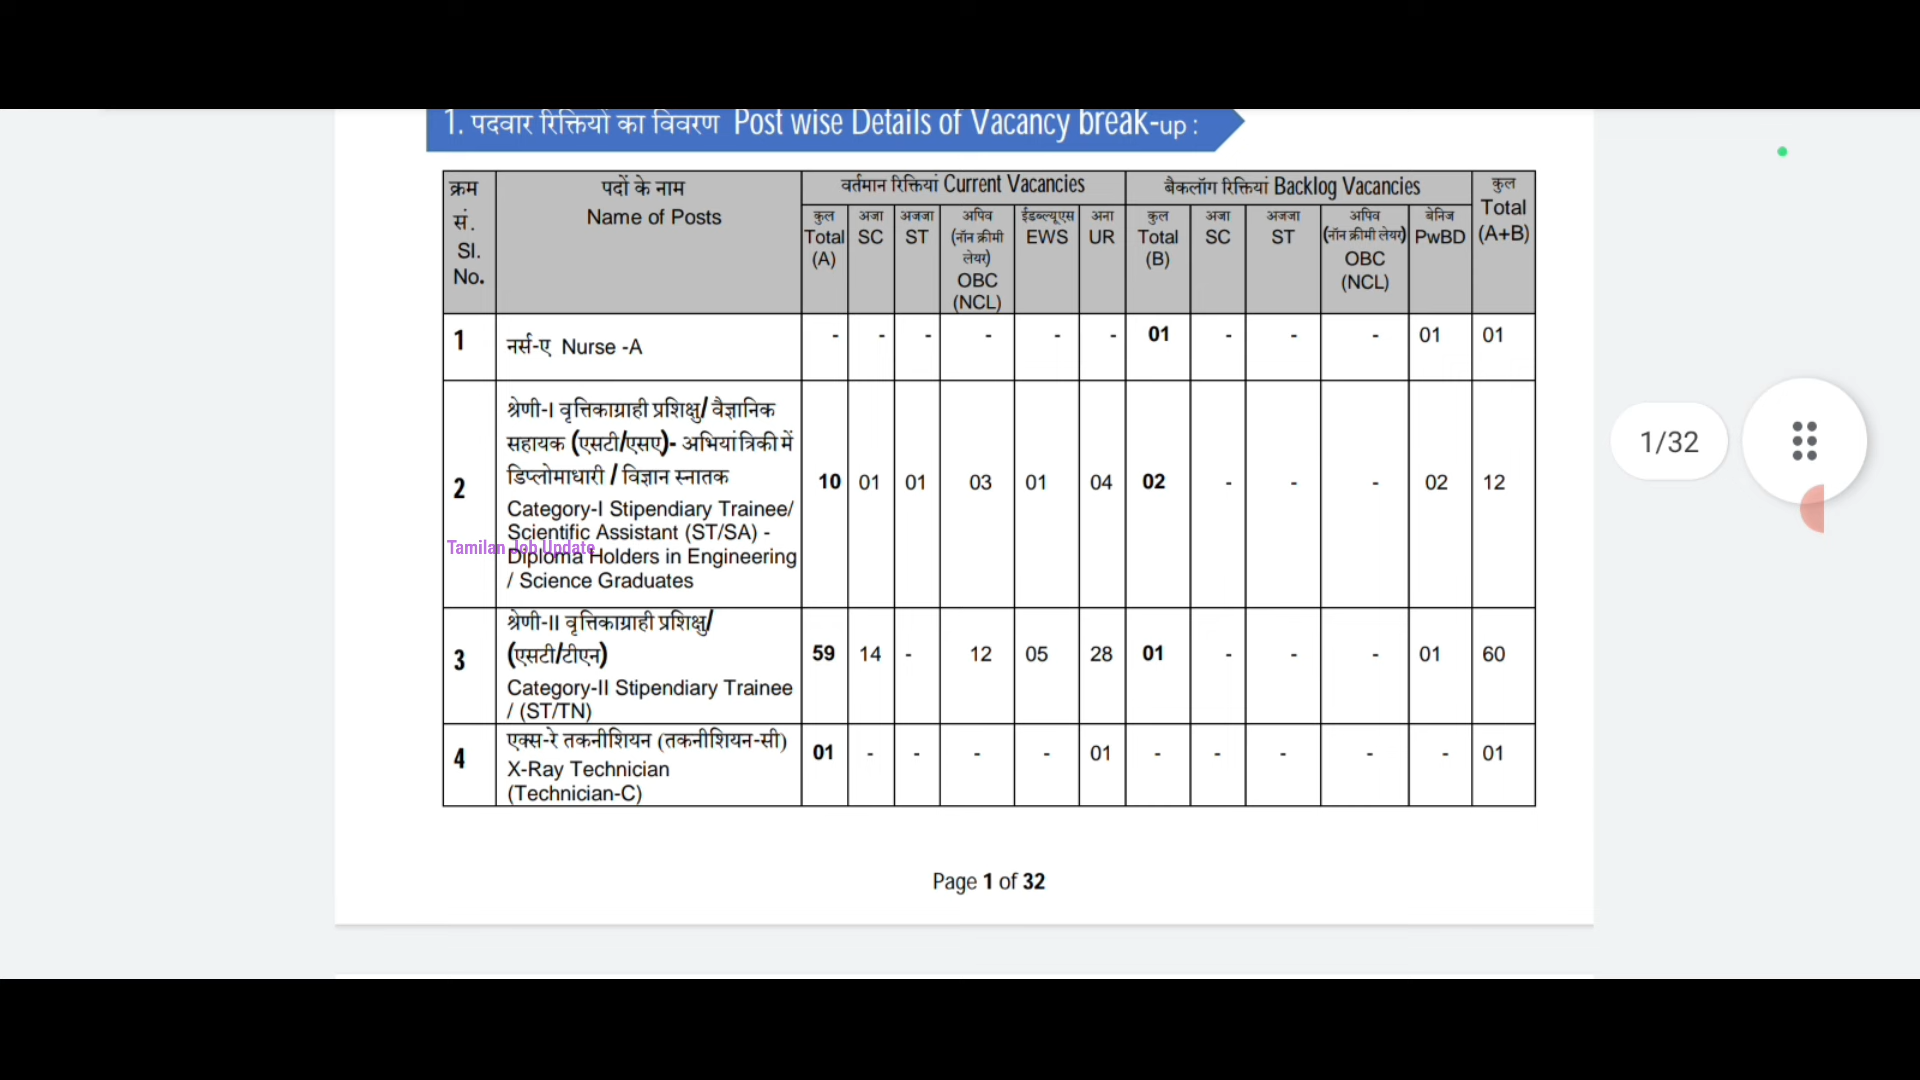 1. पदवार रिक्तियों का विवरण Post wise Details of Vacancy break-up :
क्रम सं. Sl. No.
पदों के नाम Name of Posts
वर्तमान रिक्तियां Current Vacancies
बैकलॉग रिक्तियां Backlog Vacancies
कुल Total (A+B)
कुल Total (A)
अजा SC
अजजा ST
अपिव (नॉन क्रीमी लेयर) OBC (NCL)
ईडब्ल्यूएस EWS
अना UR
कुल Total (B)
अजा SC
अजजा ST
अपिव (नॉन क्रीमी लेयर) OBC (NCL)
बेनिज PwBD
1 नर्स-ए Nurse -A - - - - - - 01 - - - 01 01
श्रेणी-I वृत्तिकाग्राही प्रशिक्षु/ वैज्ञानिक
सहायक (एसटी/एसए)- अभियांत्रिकी में
डिप्लोमाधारी / विज्ञान स्नातक
2 10 01 01 03 01 04 02 - - - 02 12
Category-I Stipendiary Trainee/
Scientific Assistant (ST/SA) -
Tamilan Job Update
Diploma Holders in Engineering
/ Science Graduates
श्रेणी-II वृत्तिकाग्राही प्रशिक्षु/
(एसटी/टीएन)
3 59 14 - 12 05 28 01 - - - 01 60
Category-II Stipendiary Trainee
/ (ST/TN)
एक्स-रे तकनीशियन (तकनीशियन-सी)
4 01 - - - - 01 - - - - - 01
X-Ray Technician
(Technician-C)
Page 1 of 32
1/32